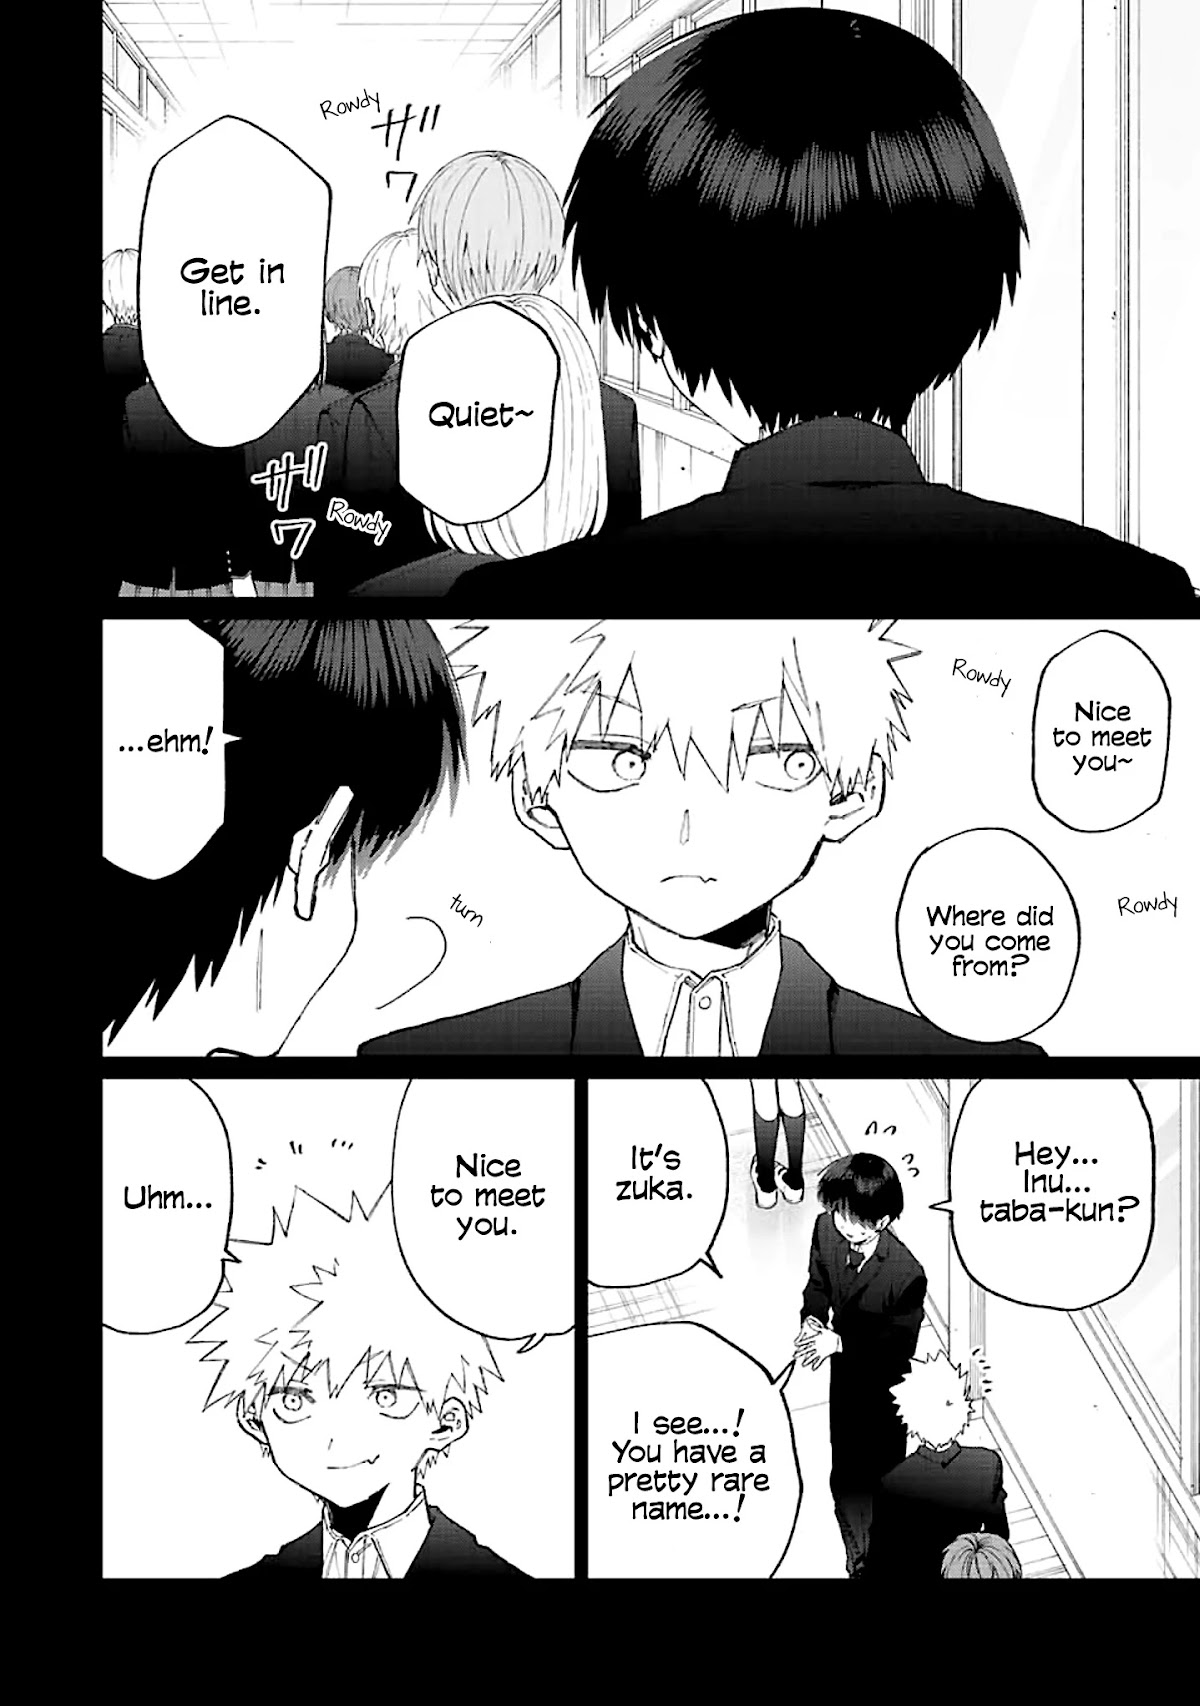 Rowdy
ザ
ワ
Quiet~
Get in
line.
ザ
ワ
Rowdy
Nice
to meet
you~
Rowdy
Where did
you come
from?
Rowdy
turn
...ehm!
Hey...
Inu...
taba-kun?
It's
zuka.
I see...!
You have a
pretty rare
name...!
Nice
to meet
you.
Uhm...